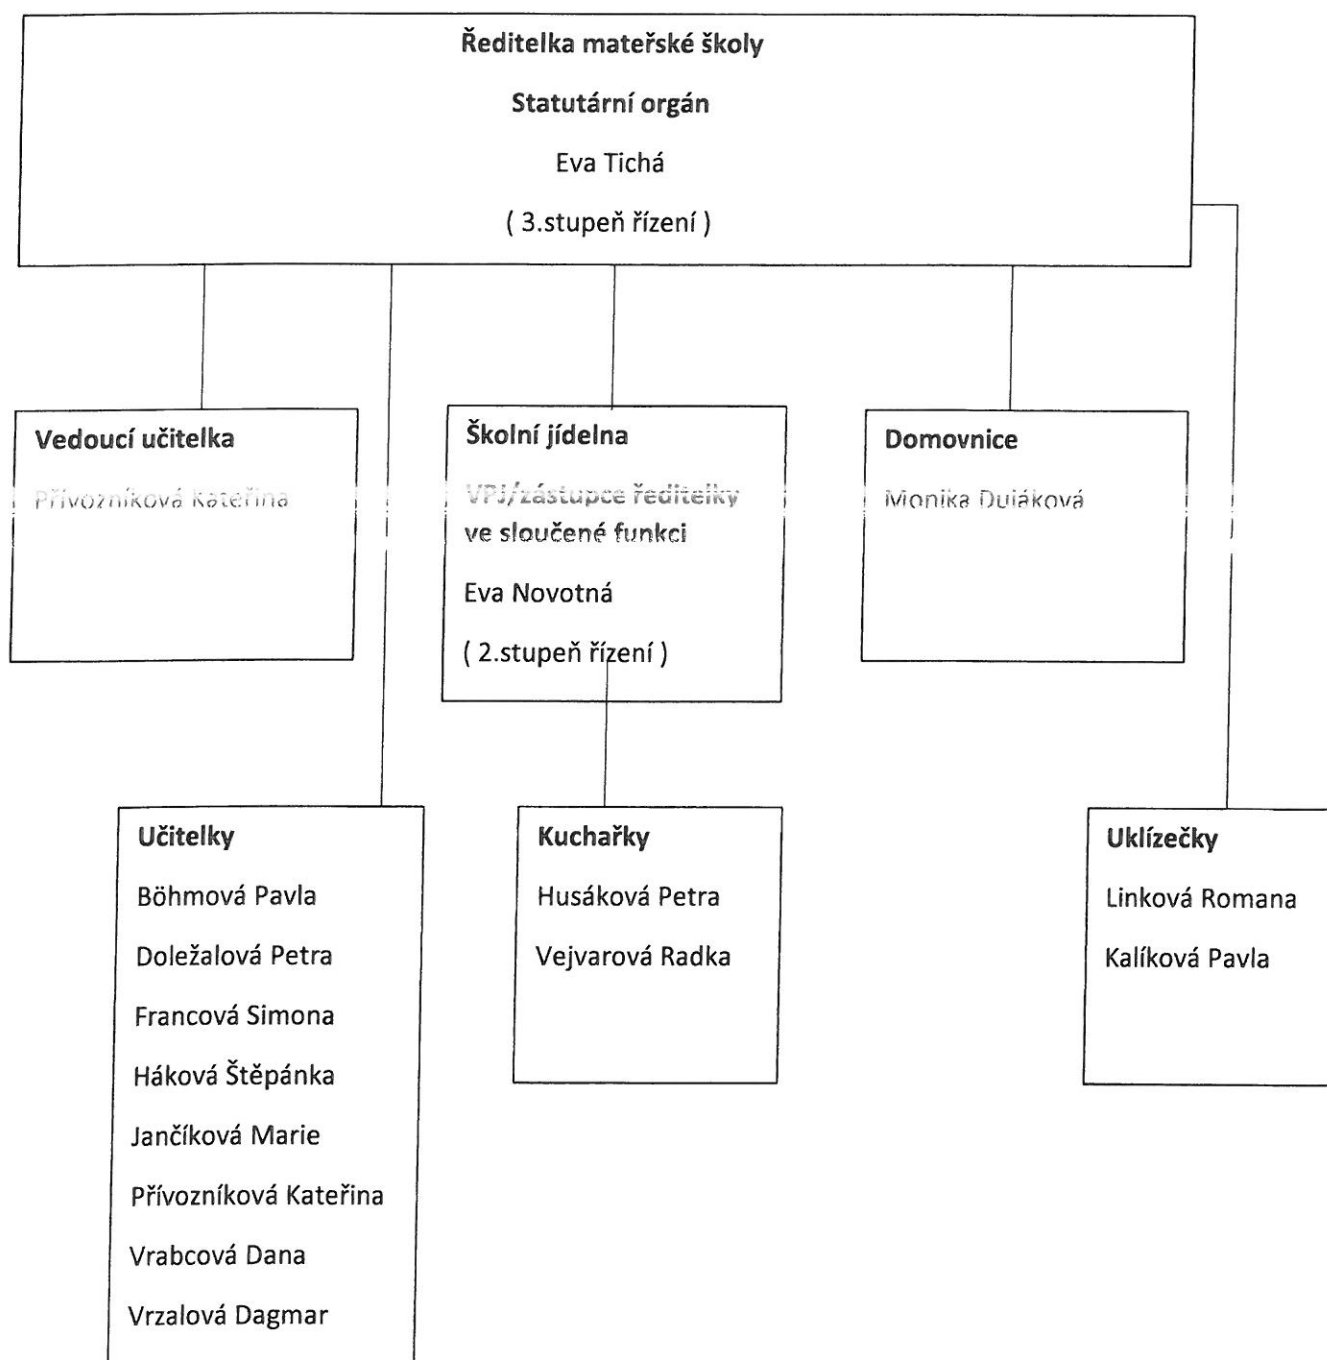 Ředitelka mateřské školy
Statutární orgán
Eva Tichá
( 3.stupeň řízení )
Vedoucí učitelka
Přívozníková Kateřina
Školní jídelna
VPJ/zástupce ředitelky
ve sloučené funkci
Eva Novotná
( 2.stupeň řízení )
Domovnice
Monika
Učitelky
Böhmová Pavla
Doležalová Petra
Francová Simona
Háková Štěpánka
Jančíková Marie
Přívozníková Kateřina
Vrabcová Dana
Vrzalová Dagmar
Kuchařky
Husáková Petra
Vejvarová Radka
Uklízečky
Linková Romana
Kalíková Pavla